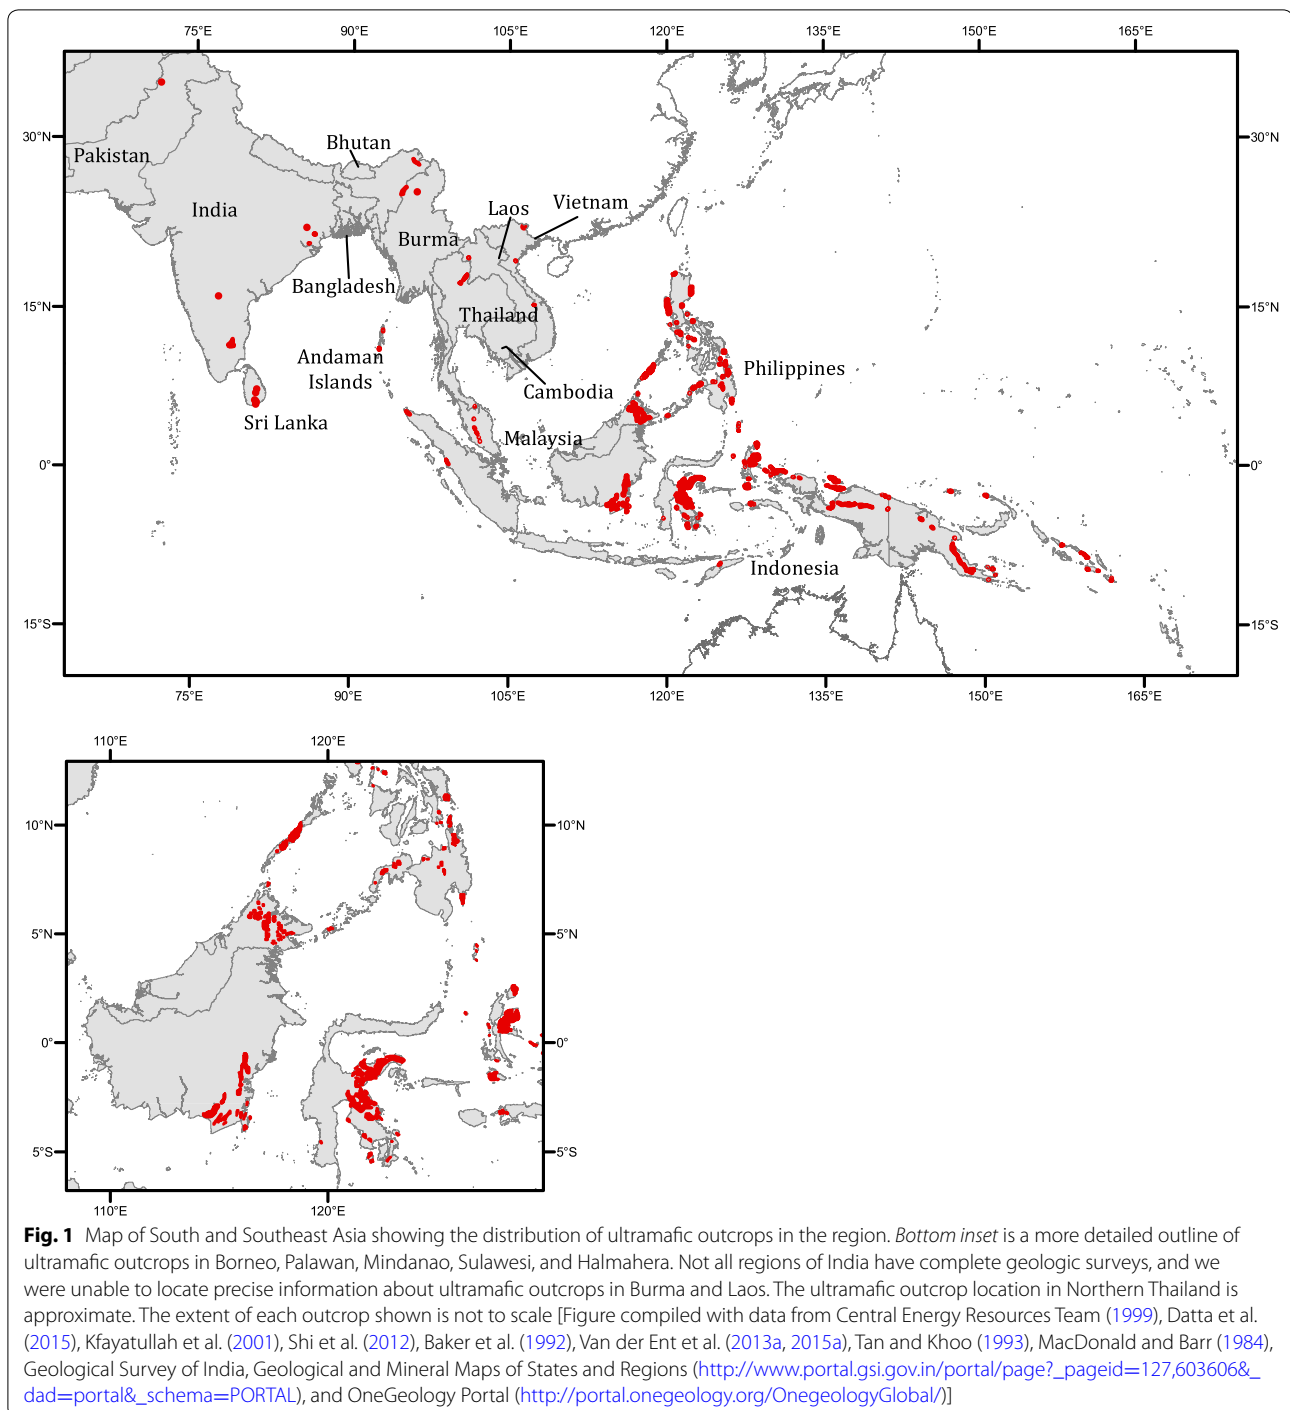 75°E 90°E 105°E 120°E 135°E 150°E 165°E
30°N 30°N
Bhutan
Pakistan
India
Laos
Vietnam
Burma
Bangladesh
15°N 15°N
Thailand
Andaman
Islands
Philippines
Cambodia
Sri Lanka
Malaysia
0° 0°
Indonesia
15°S 15°S
75°E 90°E 105°E 120°E 135°E 150°E 165°E
110°E 120°E
10°N 10°N
5°N 5°N
0° 0°
5°S 5°S
110°E 120°E
Fig. 1 Map of South and Southeast Asia showing the distribution of ultramafic outcrops in the region. Bottom inset is a more detailed outline of
ultramafic outcrops in Borneo, Palawan, Mindanao, Sulawesi, and Halmahera. Not all regions of India have complete geologic surveys, and we
were unable to locate precise information about ultramafic outcrops in Burma and Laos. The ultramafic outcrop location in Northern Thailand is
approximate. The extent of each outcrop shown is not to scale [Figure compiled with data from Central Energy Resources Team (1999), Datta et al.
(2015), Kfayatullah et al. (2001), Shi et al. (2012), Baker et al. (1992), Van der Ent et al. (2013a, 2015a), Tan and Khoo (1993), MacDonald and Barr (1984),
Geological Survey of India, Geological and Mineral Maps of States and Regions (http://www.portal.gsi.gov.in/portal/page?_pageid=127,603606&_
dad=portal&_schema=PORTAL), and OneGeology Portal (http://portal.onegeology.org/OnegeologyGlobal/)]